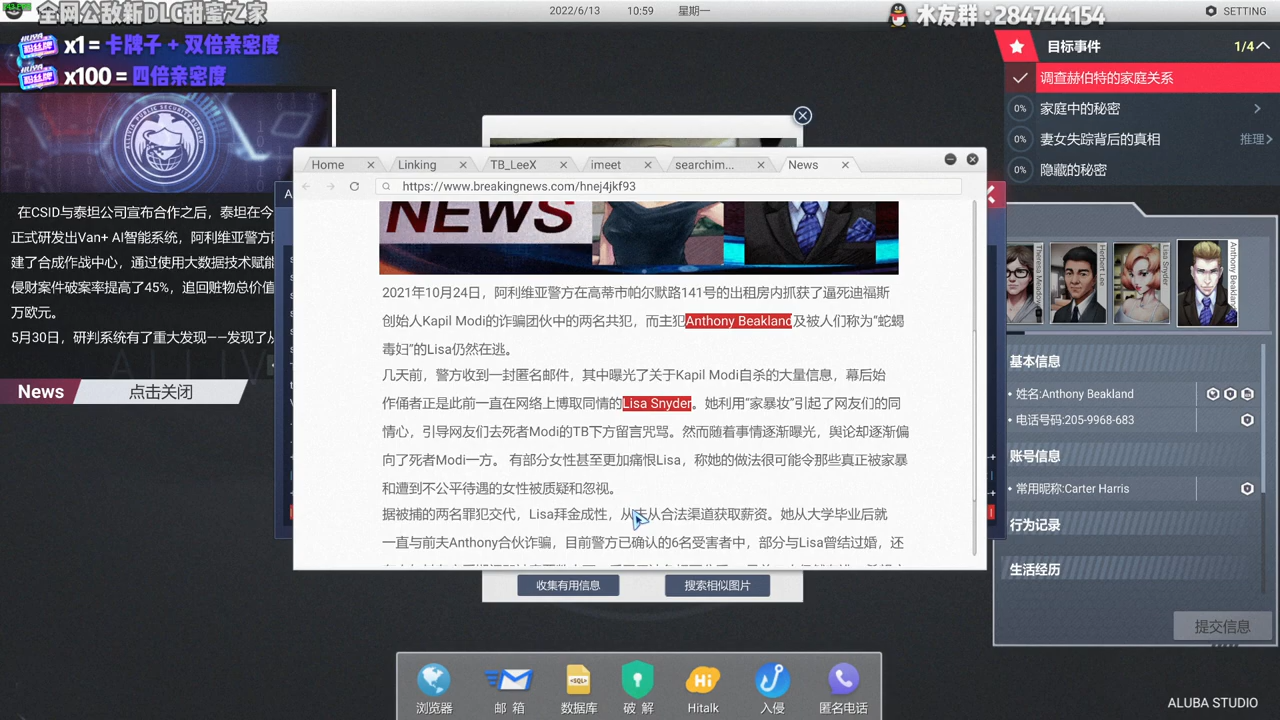 全网公敌新DLC甜蜜之家
2022/6/13 10:59 星期一
水友群:284744154
SETTING
x1 = 卡牌子 + 双倍亲密度
x100 = 四倍亲密度
HUYA
粉丝牌
HUYA
粉丝牌
在CSID与泰坦公司宣布合作之后，泰坦在今
正式研发出Van+ AI智能系统，阿利维亚警方
建了合成作战中心，通过使用大数据技术赋能
侵财案件破案率提高了45%，追回赃物总价值
万欧元。
5月30日，研判系统有了重大发现——发现了从
News 点击关闭
Home
Linking
TB_LeeX
imeet
searchim...
News
https://www.breakingnews.com/hnej4jkf93
NEWS
2021年10月24日，阿利维亚警方在高蒂市帕尔默路141号的出租房内抓获了逼死迪福斯
创始人Kapil Modi的诈骗团伙中的两名共犯，而主犯Anthony Beakland及被人们称为“蛇蝎
毒妇”的Lisa仍然在逃。
几天前，警方收到一封匿名邮件，其中曝光了关于Kapil Modi自杀的大量信息，幕后始
作俑者正是此前一直在网络上博取同情的Lisa Snyder。她利用“家暴妆”引起了网友们的同
情心，引导网友们去死者Modi的TB下方留言咒骂。然而随着事情逐渐曝光，舆论却逐渐偏
向了死者Modi一方。 有部分女性甚至更加痛恨Lisa，称她的做法很可能令那些真正被家暴
和遭到不公平待遇的女性被质疑和忽视。
据被捕的两名罪犯交代，Lisa拜金成性，从未从合法渠道获取薪资。她从大学毕业后就
一直与前夫Anthony合伙诈骗，目前警方已确认的6名受害者中，部分与Lisa曾结过婚，还
收集有用信息
搜索相似图片
目标事件 1/4
调查赫伯特的家庭关系
0% 家庭中的秘密
0% 妻女失踪背后的真相 推理
0% 隐藏的秘密
Theresa Meadow
Herbert Lee
Lisa Snyder
Anthony Beakland
基本信息
姓名:Anthony Beakland
电话号码:205-9968-683
账号信息
常用昵称:Carter Harris
行为记录
生活经历
提交信息
SQL
Hi
浏览器
邮 箱
数据库
破 解
Hitalk
入侵
匿名电话
ALUBA STUDIO